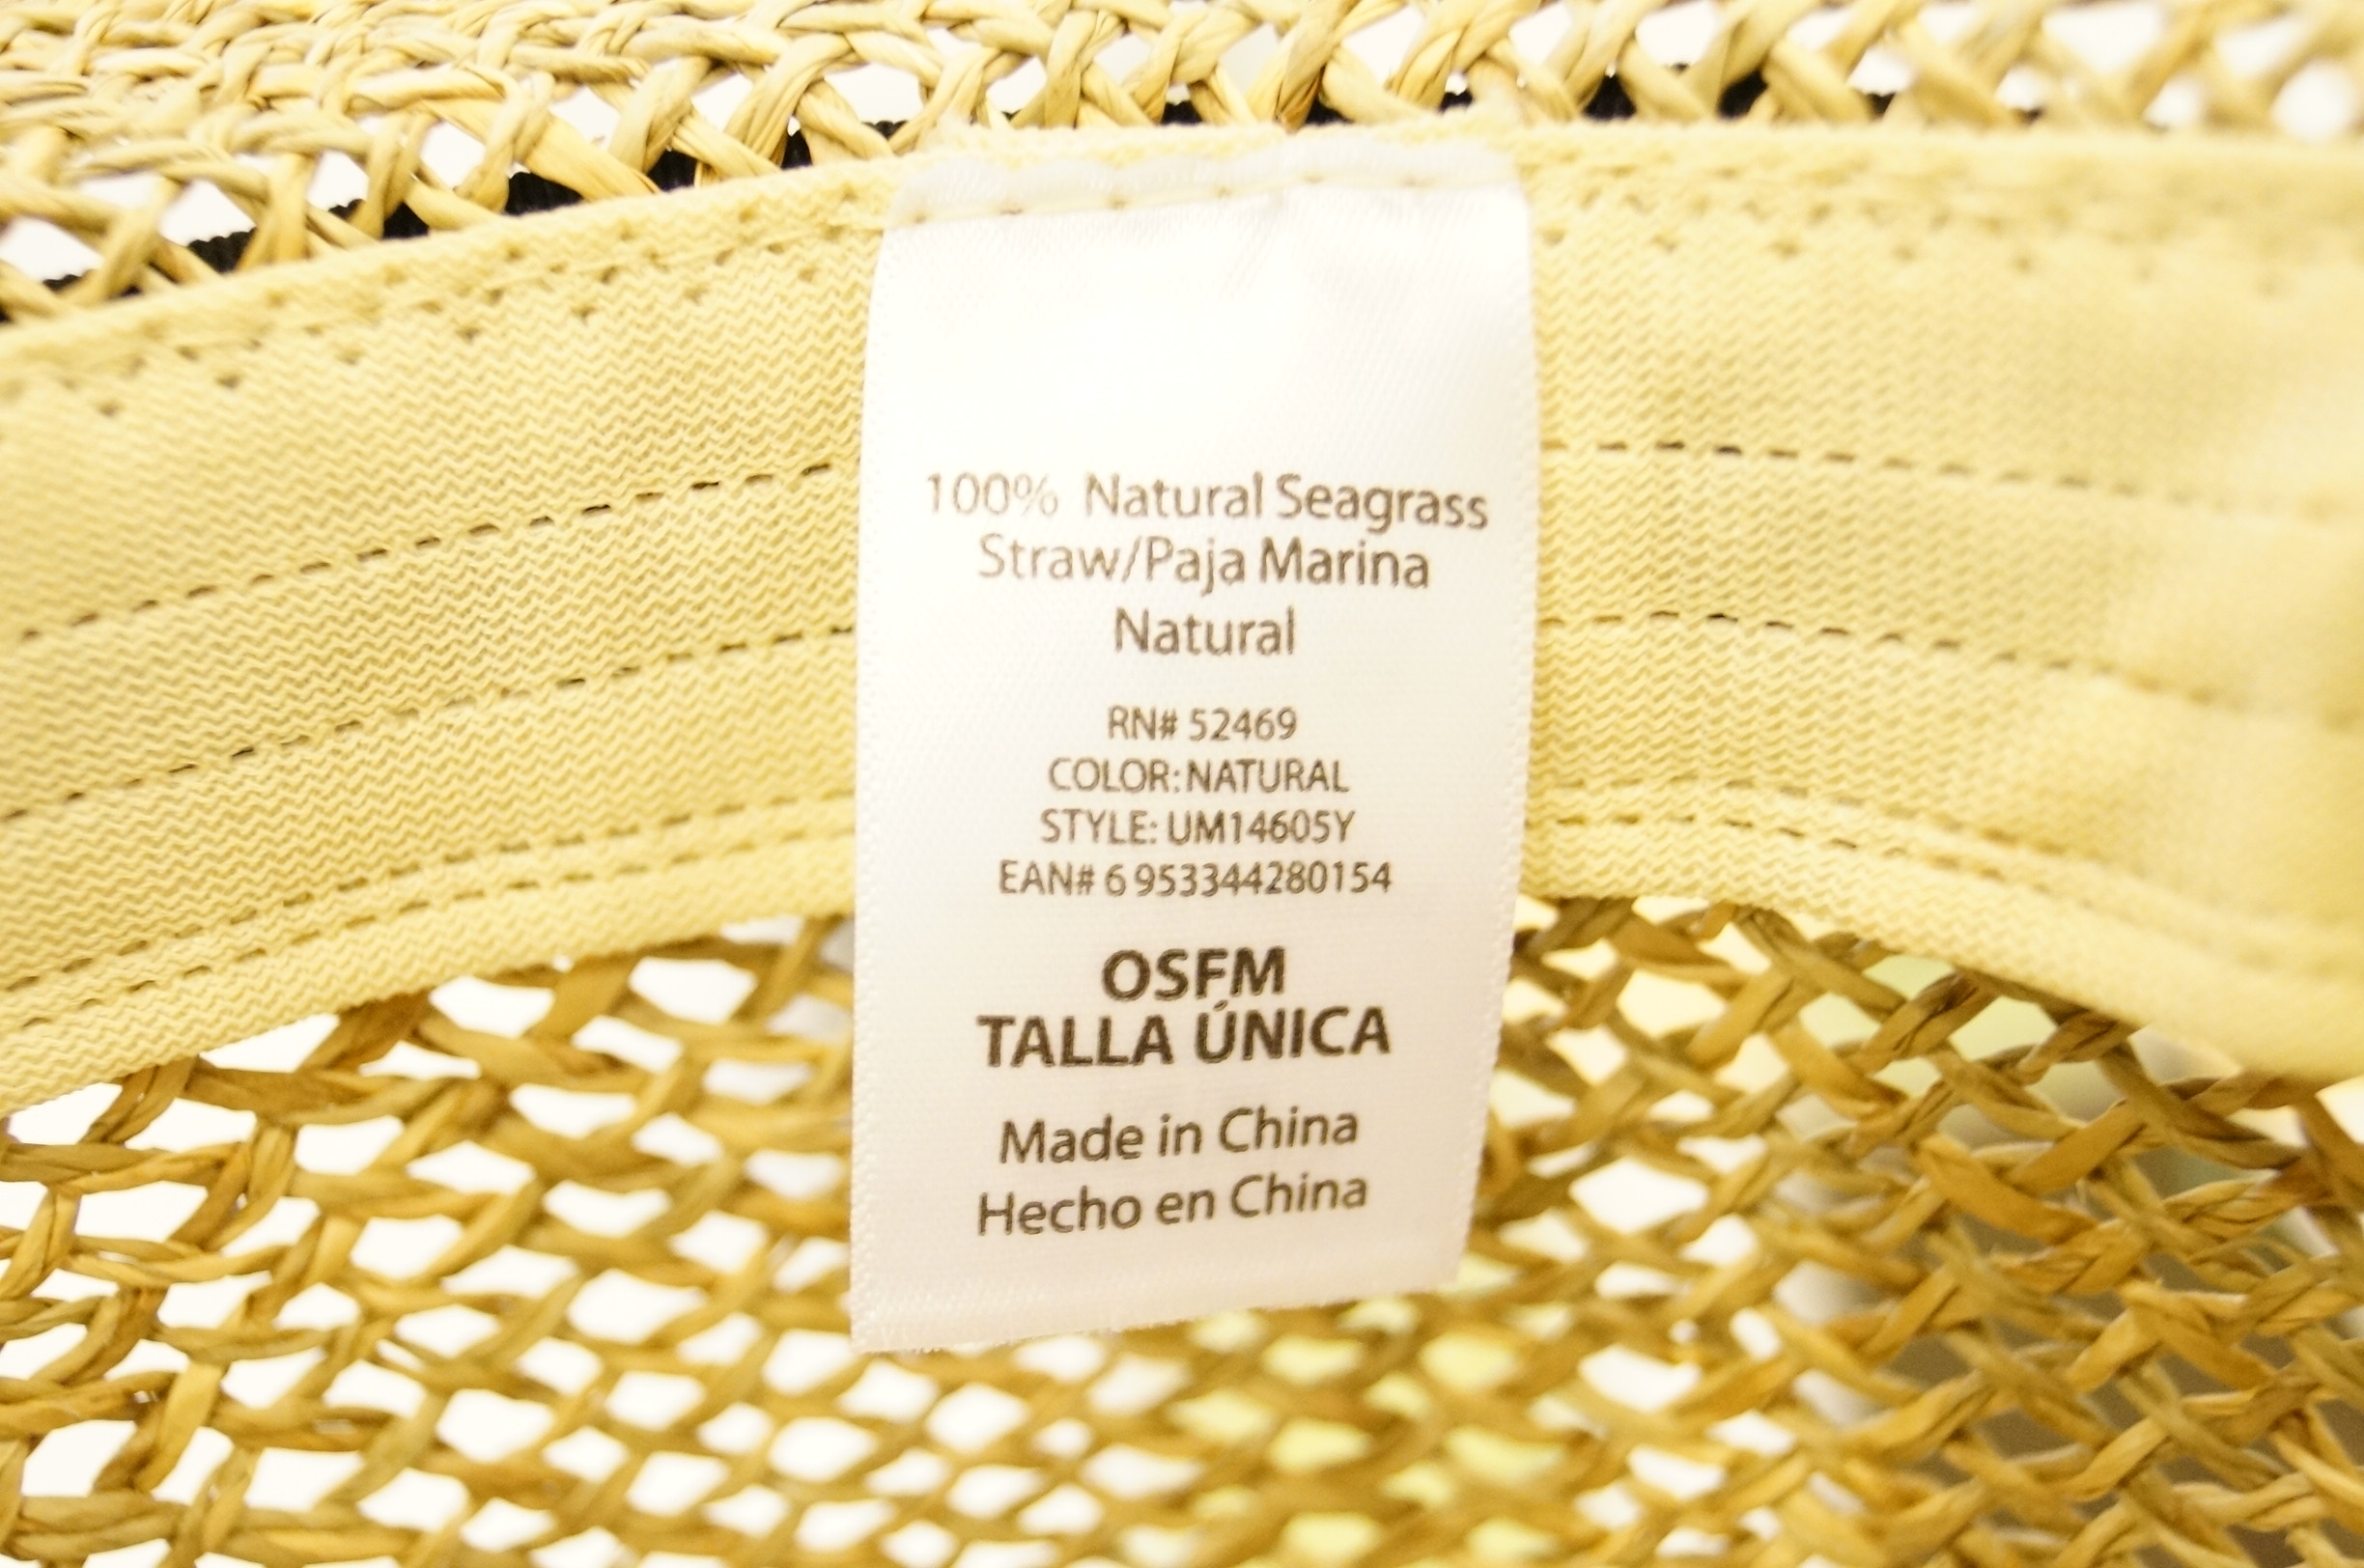 100% Natural Seagrass
Straw/Paja Marina
Natural
RN# 52469
COLOR: NATURAL
STYLE: UM14605Y
EAN# 6 953344280154
OSFM
TALLA ÚNICA
Made in China
Hecho en China